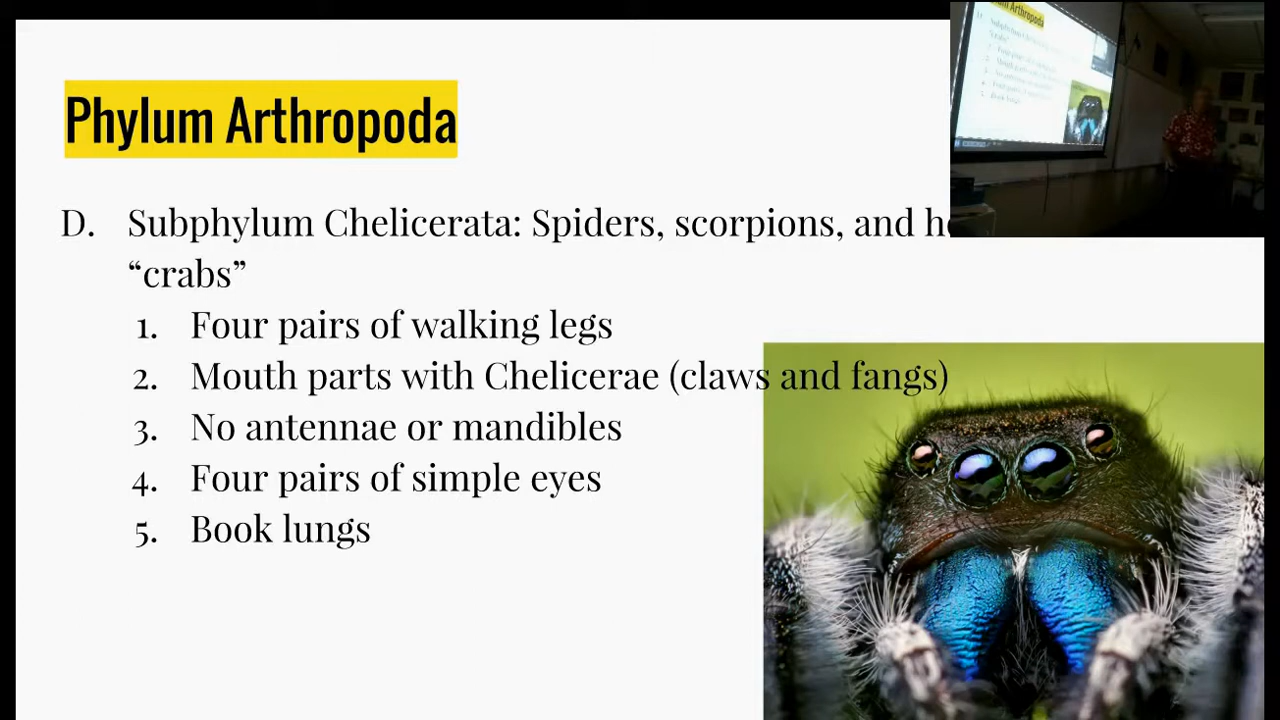 Phylum Arthropoda
D. Subphylum Chelicerata: Spiders, scorpions, and
“crabs”
1. Four pairs of walking legs
2. Mouth parts with Chelicerae (claws and fangs)
3. No antennae or mandibles
4. Four pairs of simple eyes
5. Book lungs